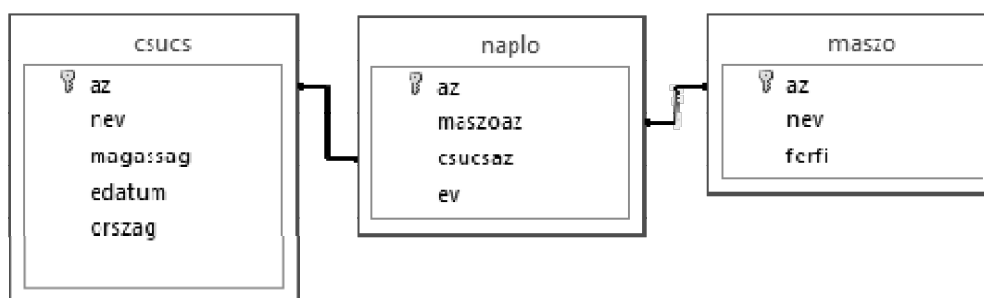 csucs
az
nev
magassag
edatum
orszag
naplo
az
maszoaz
csucsaz
ev
maszo
az
nev
ferfi